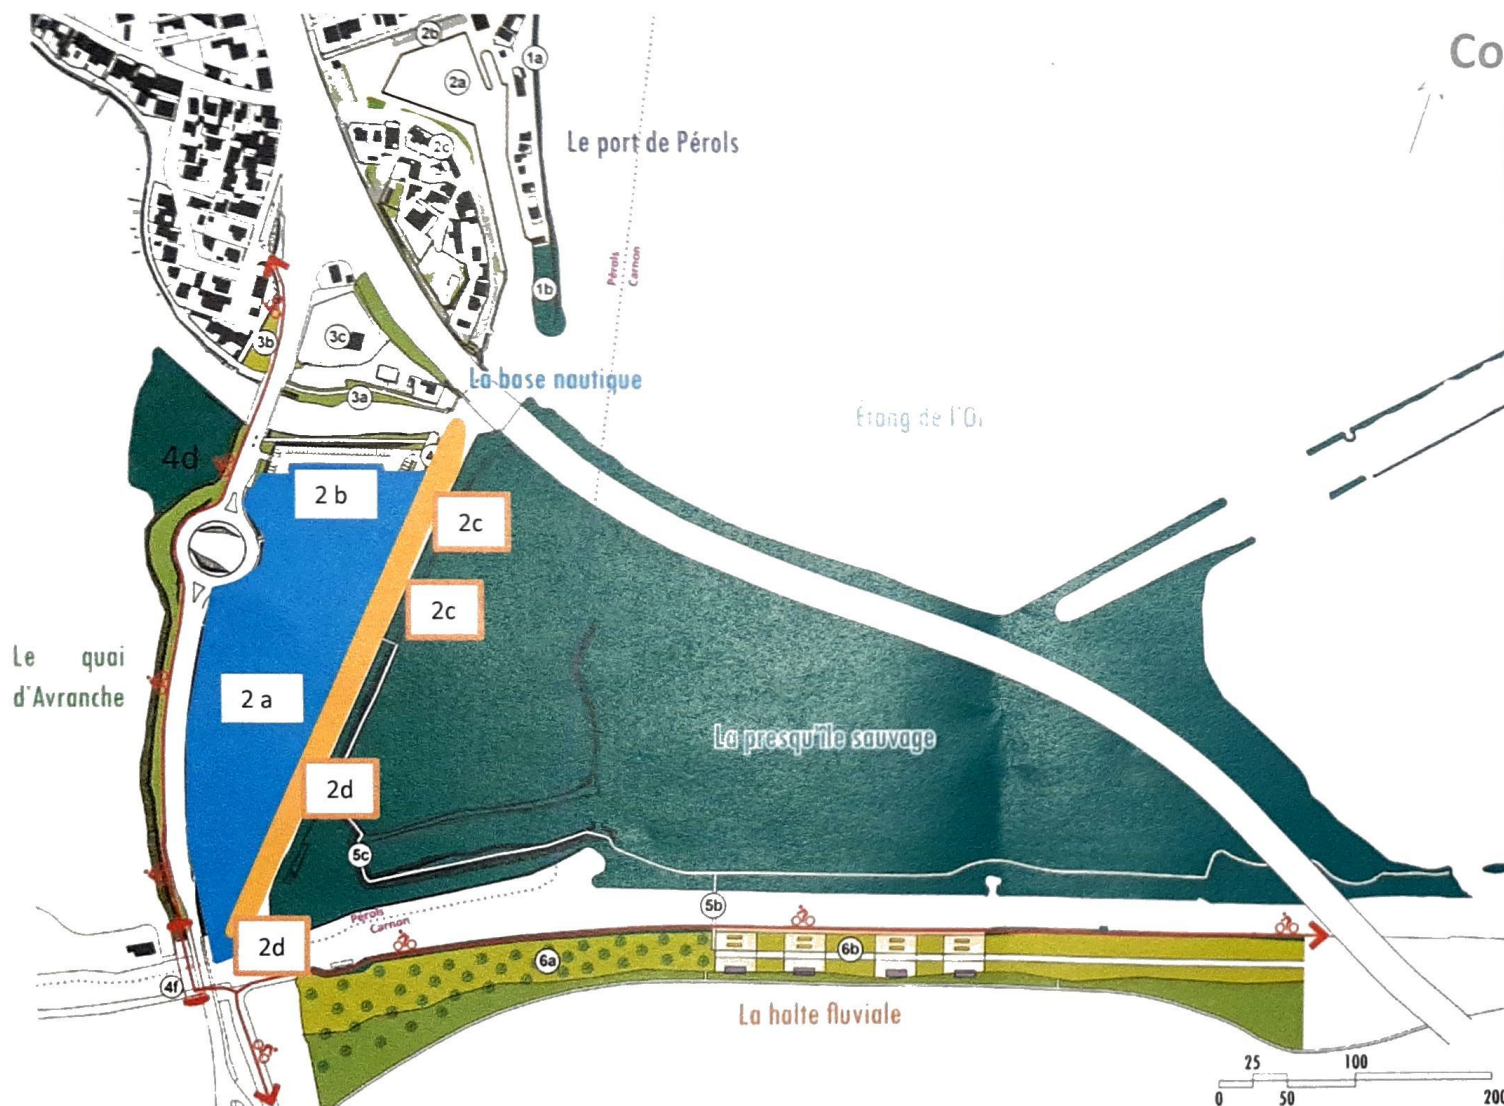 Co
2b
1a
2a
Le port de Pérols
2c
Pérols
Carnon
1b
3c
3b
La base nautique
3a
Étang de l'Or
4d
2 b
2c
2c
Le quai
d'Avranche
2 a
La presqu'île sauvage
2d
5c
5b
Pérols
Carnon
2d
6a
6b
4f
La halte fluviale
25
100
0
50
200